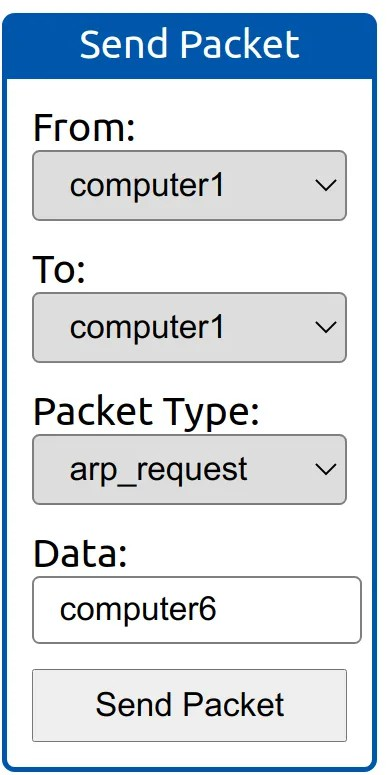 Send Packet
From:
computer1
To:
computer1
Packet Type:
arp_request
Data:
computer6
Send Packet